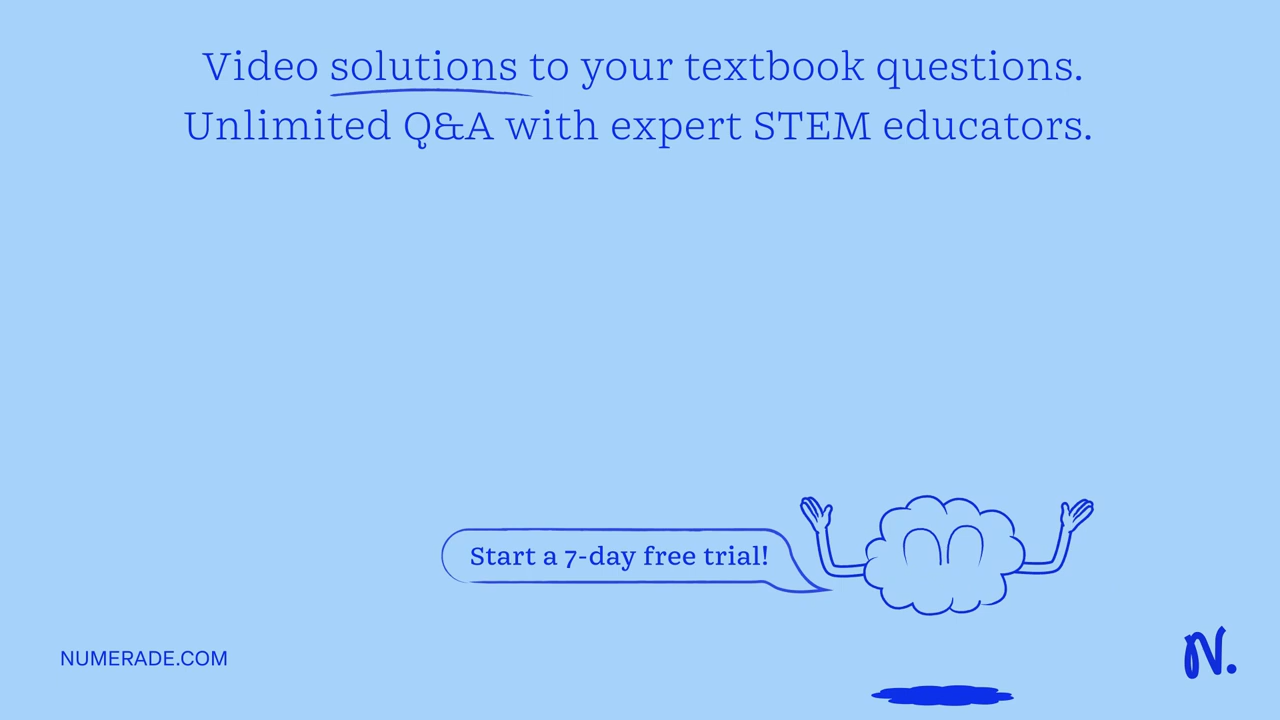 Video solutions to your textbook questions.
Unlimited Q&A with expert STEM educators.
Start a 7-day free trial!
NUMERADE.COM
N.